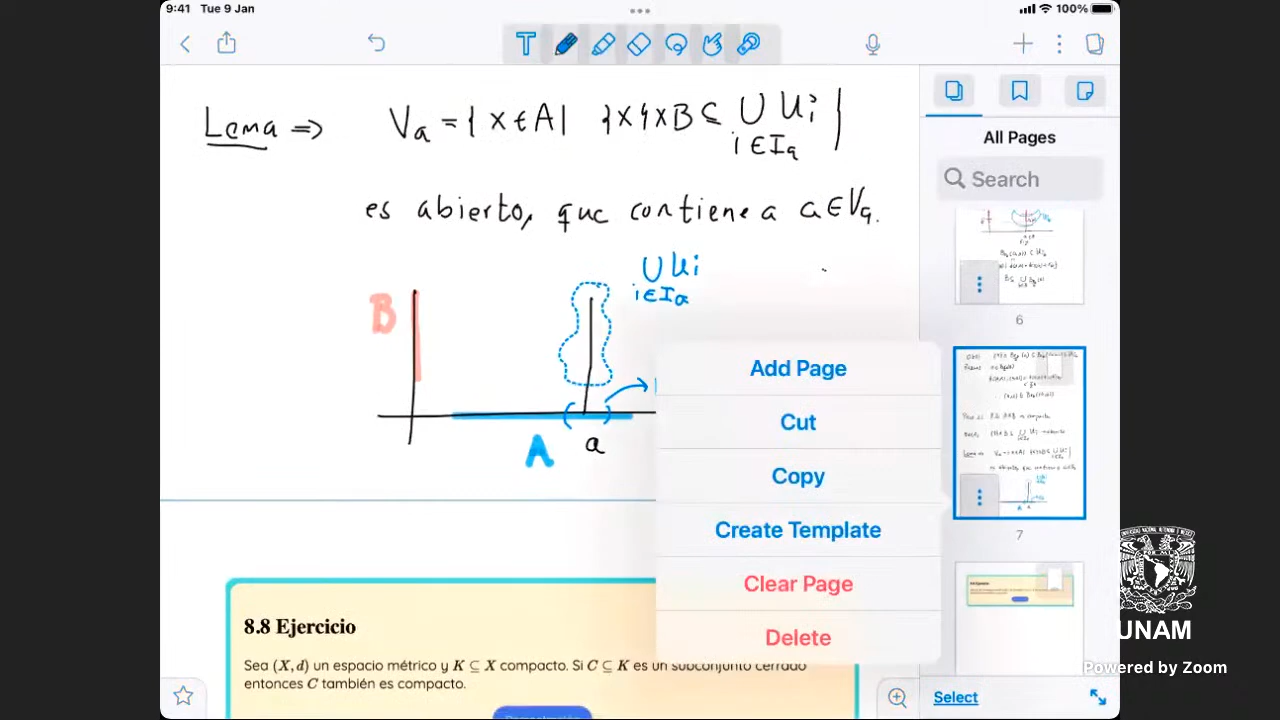 9:41 Tue 9 Jan
100%
Lema ⇒ Va = { x ∈ A | {x} × B ⊆ ∪ Ui }
i ∈ Ia
es abierto, que contiene a a ∈ Va.
∪ Ui
i ∈ Ia
B
A
a
8.8 Ejercicio
Sea (X, d) un espacio métrico y K ⊆ X compacto. Si C ⊆ K es un subconjunto cerrado
entonces C también es compacto.
Add Page
Cut
Copy
Create Template
Clear Page
Delete
All Pages
Search
6
7
Select
UNAM
Powered by Zoom